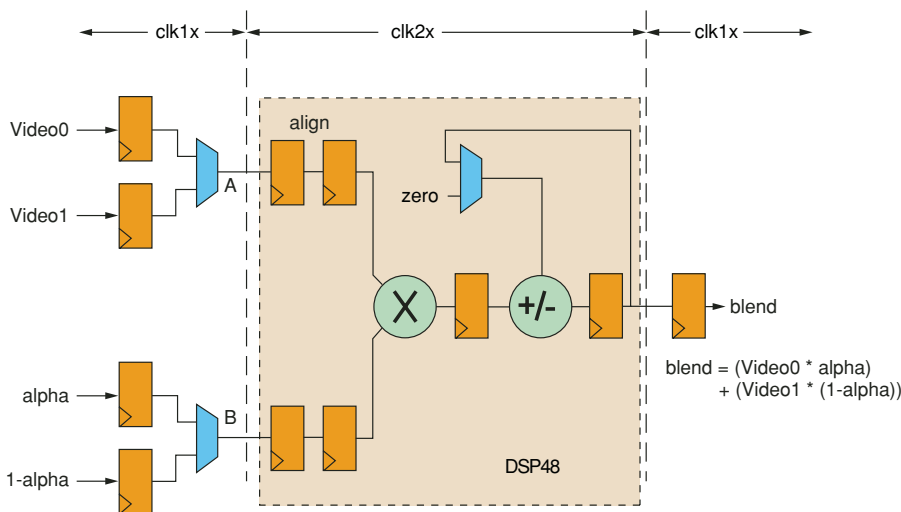 clk1x
clk2x
clk1x
Video0
align
A
Video1
zero
X
+/-
blend
blend = (Video0 * alpha)
+ (Video1 * (1-alpha))
alpha
B
DSP48
1-alpha